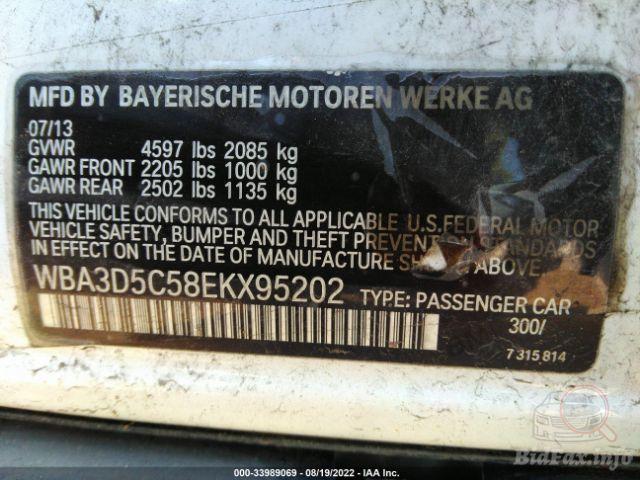 MFD BY BAYERISCHE MOTOREN WERKE AG
07/13
GVWR 4597 lbs 2085 kg
GAWR FRONT 2205 lbs 1000 kg
GAWR REAR 2502 lbs 1135 kg
THIS VEHICLE CONFORMS TO ALL APPLICABLE U.S.FEDERAL MOTOR
VEHICLE SAFETY, BUMPER AND THEFT STANDARDS
IN EFFECT ON THE DATE OF MANUFACTURE ABOVE.
WBA3D5C58EKX95202 TYPE: PASSENGER CAR
300/
7 315 814
BidFax.info
000-33989069 - 08/19/2022 - IAA Inc.